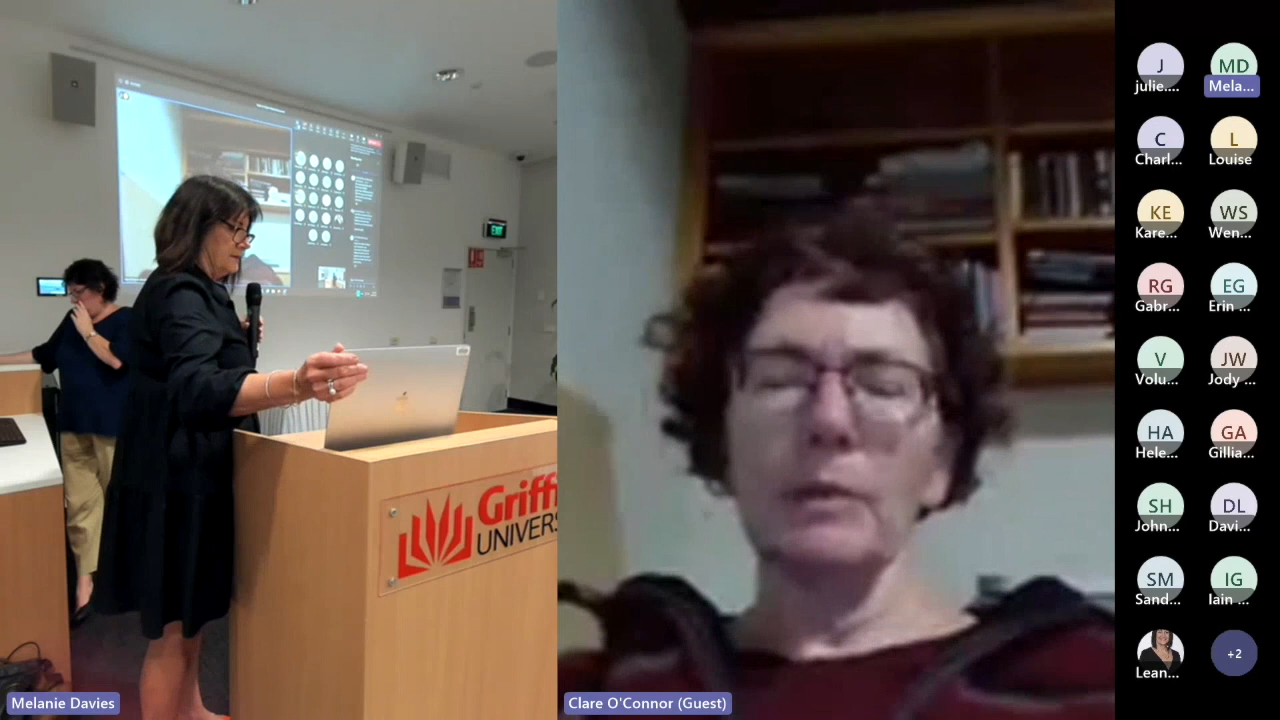 EXIT
Griff
UNIVERS
Melanie Davies
Clare O'Connor (Guest)
J
julie....
MD
Mela...
C
Charl...
L
Louise
KE
Kare...
WS
Wen...
RG
Gabr...
EG
Erin ...
V
Volu...
JW
Jody ...
HA
Hele...
GA
Gillia...
SH
John...
DL
Davi...
SM
Sand...
IG
Iain ...
Lean...
+2